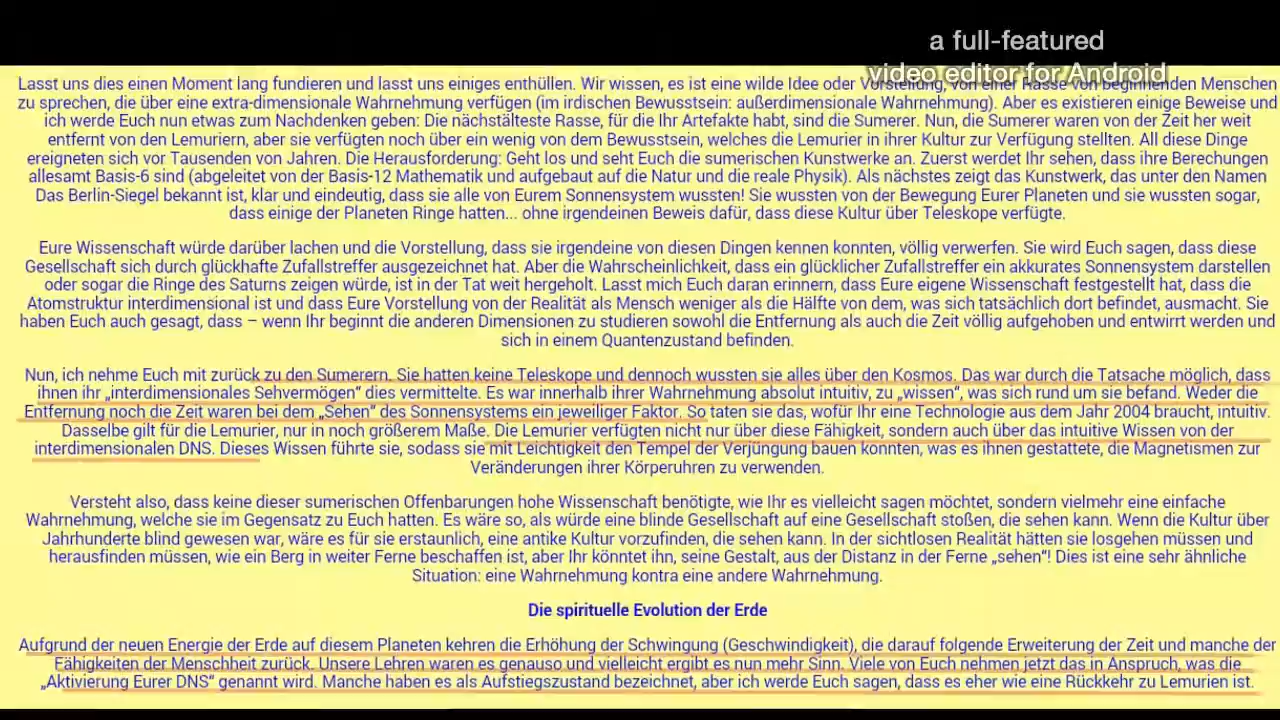 a full-featured
video editor for Android
Lasst uns dies einen Moment lang fundieren und lasst uns einiges enthüllen. Wir wissen, es ist eine wilde Idee oder Vorstellung, von einer Rasse von beginnenden Menschen
zu sprechen, die über eine extra-dimensionale Wahrnehmung verfügen (im irdischen Bewusstsein: außerdimensionale Wahrnehmung). Aber es existieren einige Beweise und
ich werde Euch nun etwas zum Nachdenken geben: Die nächstälteste Rasse, für die Ihr Artefakte habt, sind die Sumerer. Nun, die Sumerer waren von der Zeit her weit
entfernt von den Lemuriern, aber sie verfügten noch über ein wenig von dem Bewusstsein, welches die Lemurier in ihrer Kultur zur Verfügung stellten. All diese Dinge
ereigneten sich vor Tausenden von Jahren. Die Herausforderung: Geht los und seht Euch die sumerischen Kunstwerke an. Zuerst werdet Ihr sehen, dass ihre Berechungen
allesamt Basis-6 sind (abgeleitet von der Basis-12 Mathematik und aufgebaut auf die Natur und die reale Physik). Als nächstes zeigt das Kunstwerk, das unter den Namen
Das Berlin-Siegel bekannt ist, klar und eindeutig, dass sie alle von Eurem Sonnensystem wussten! Sie wussten von der Bewegung Eurer Planeten und sie wussten sogar,
dass einige der Planeten Ringe hatten... ohne irgendeinen Beweis dafür, dass diese Kultur über Teleskope verfügte.
Eure Wissenschaft würde darüber lachen und die Vorstellung, dass sie irgendeine von diesen Dingen kennen konnten, völlig verwerfen. Sie wird Euch sagen, dass diese
Gesellschaft sich durch glückhafte Zufallstreffer ausgezeichnet hat. Aber die Wahrscheinlichkeit, dass ein glücklicher Zufallstreffer ein akkurates Sonnensystem darstellen
oder sogar die Ringe des Saturns zeigen würde, ist in der Tat weit hergeholt. Lasst mich Euch daran erinnern, dass Eure eigene Wissenschaft festgestellt hat, dass die
Atomstruktur interdimensional ist und dass Eure Vorstellung von der Realität als Mensch weniger als die Hälfte von dem, was sich tatsächlich dort befindet, ausmacht. Sie
haben Euch auch gesagt, dass – wenn Ihr beginnt die anderen Dimensionen zu studieren sowohl die Entfernung als auch die Zeit völlig aufgehoben und entwirrt werden und
sich in einem Quantenzustand befinden.
Nun, ich nehme Euch mit zurück zu den Sumerern. Sie hatten keine Teleskope und dennoch wussten sie alles über den Kosmos. Das war durch die Tatsache möglich, dass
ihnen ihr „interdimensionales Sehvermögen“ dies vermittelte. Es war innerhalb ihrer Wahrnehmung absolut intuitiv, zu „wissen“, was sich rund um sie befand. Weder die
Entfernung noch die Zeit waren bei dem „Sehen“ des Sonnensystems ein jeweiliger Faktor. So taten sie das, wofür Ihr eine Technologie aus dem Jahr 2004 braucht, intuitiv.
Dasselbe gilt für die Lemurier, nur in noch größerem Maße. Die Lemurier verfügten nicht nur über diese Fähigkeit, sondern auch über das intuitive Wissen von der
interdimensionalen DNS. Dieses Wissen führte sie, sodass sie mit Leichtigkeit den Tempel der Verjüngung bauen konnten, was es ihnen gestattete, die Magnetismen zur
Veränderungen ihrer Körperuhren zu verwenden.
Versteht also, dass keine dieser sumerischen Offenbarungen hohe Wissenschaft benötigte, wie Ihr es vielleicht sagen möchtet, sondern vielmehr eine einfache
Wahrnehmung, welche sie im Gegensatz zu Euch hatten. Es wäre so, als würde eine blinde Gesellschaft auf eine Gesellschaft stoßen, die sehen kann. Wenn die Kultur über
Jahrhunderte blind gewesen war, wäre es für sie erstaunlich, eine antike Kultur vorzufinden, die sehen kann. In der sichtlosen Realität hätten sie losgehen müssen und
herausfinden müssen, wie ein Berg in weiter Ferne beschaffen ist, aber Ihr könntet ihn, seine Gestalt, aus der Distanz in der Ferne „sehen“! Dies ist eine sehr ähnliche
Situation: eine Wahrnehmung kontra eine andere Wahrnehmung.
Die spirituelle Evolution der Erde
Aufgrund der neuen Energie der Erde auf diesem Planeten kehren die Erhöhung der Schwingung (Geschwindigkeit), die darauf folgende Erweiterung der Zeit und manche der
Fähigkeiten der Menschheit zurück. Unsere Lehren waren es genauso und vielleicht ergibt es nun mehr Sinn. Viele von Euch nehmen jetzt das in Anspruch, was die
„Aktivierung Eurer DNS“ genannt wird. Manche haben es als Aufstiegszustand bezeichnet, aber ich werde Euch sagen, dass es eher wie eine Rückkehr zu Lemurien ist.